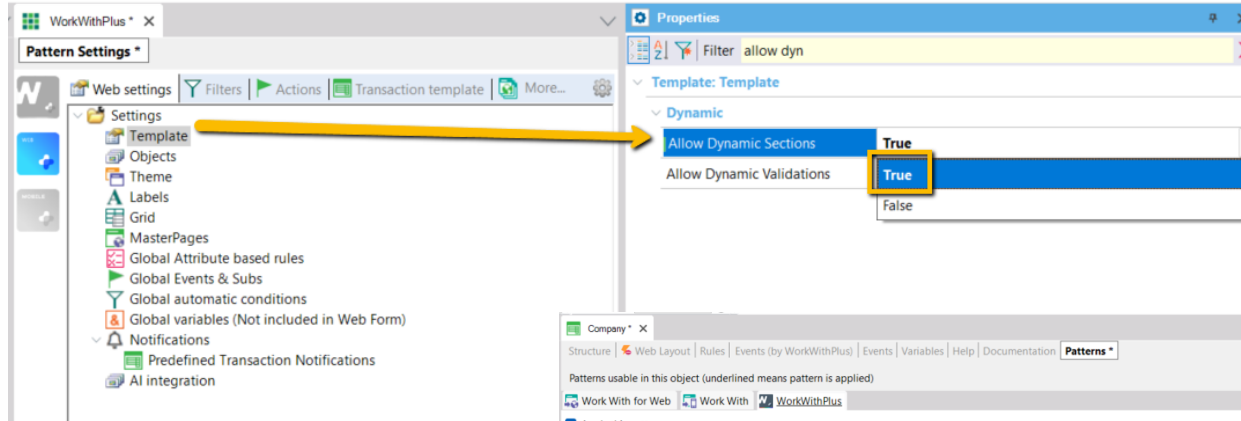 WorkWithPlus *
Pattern Settings *
Web settings Filters Actions Transaction template More...
Settings
Template
Objects
Theme
Labels
Grid
MasterPages
Global Attribute based rules
Global Events & Subs
Global automatic conditions
Global variables (Not included in Web Form)
Notifications
Predefined Transaction Notifications
AI integration
Properties
Filter allow dyn
Template: Template
Dynamic
Allow Dynamic Sections True
Allow Dynamic Validations True
False
Company *
Structure Web Layout Rules Events (by WorkWithPlus) Events Variables Help Documentation Patterns *
Patterns usable in this object (underlined means pattern is applied)
Work With for Web Work With WorkWithPlus